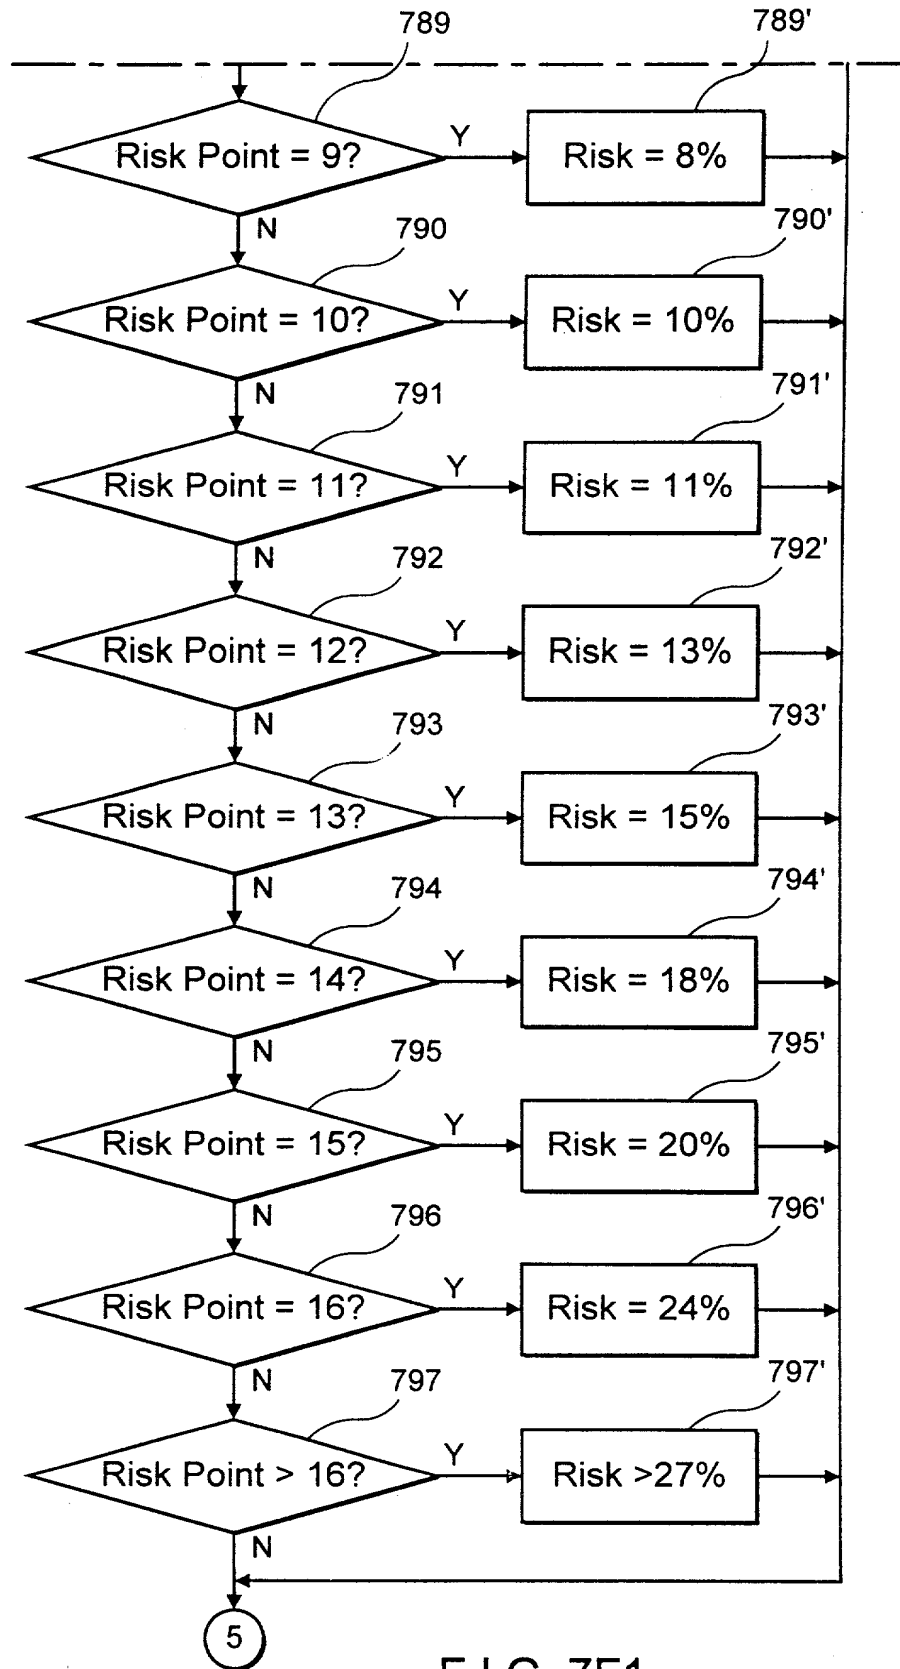 789 789'
Risk Point = 9? Y Risk = 8%
N
790 790'
Risk Point = 10? Y Risk = 10%
N
791 791'
Risk Point = 11? Y Risk = 11%
N
792 792'
Risk Point = 12? Y Risk = 13%
N
793 793'
Risk Point = 13? Y Risk = 15%
N
794 794'
Risk Point = 14? Y Risk = 18%
N
795 795'
Risk Point = 15? Y Risk = 20%
N
796 796'
Risk Point = 16? Y Risk = 24%
N
797 797'
Risk Point > 16? Y Risk >27%
N
5